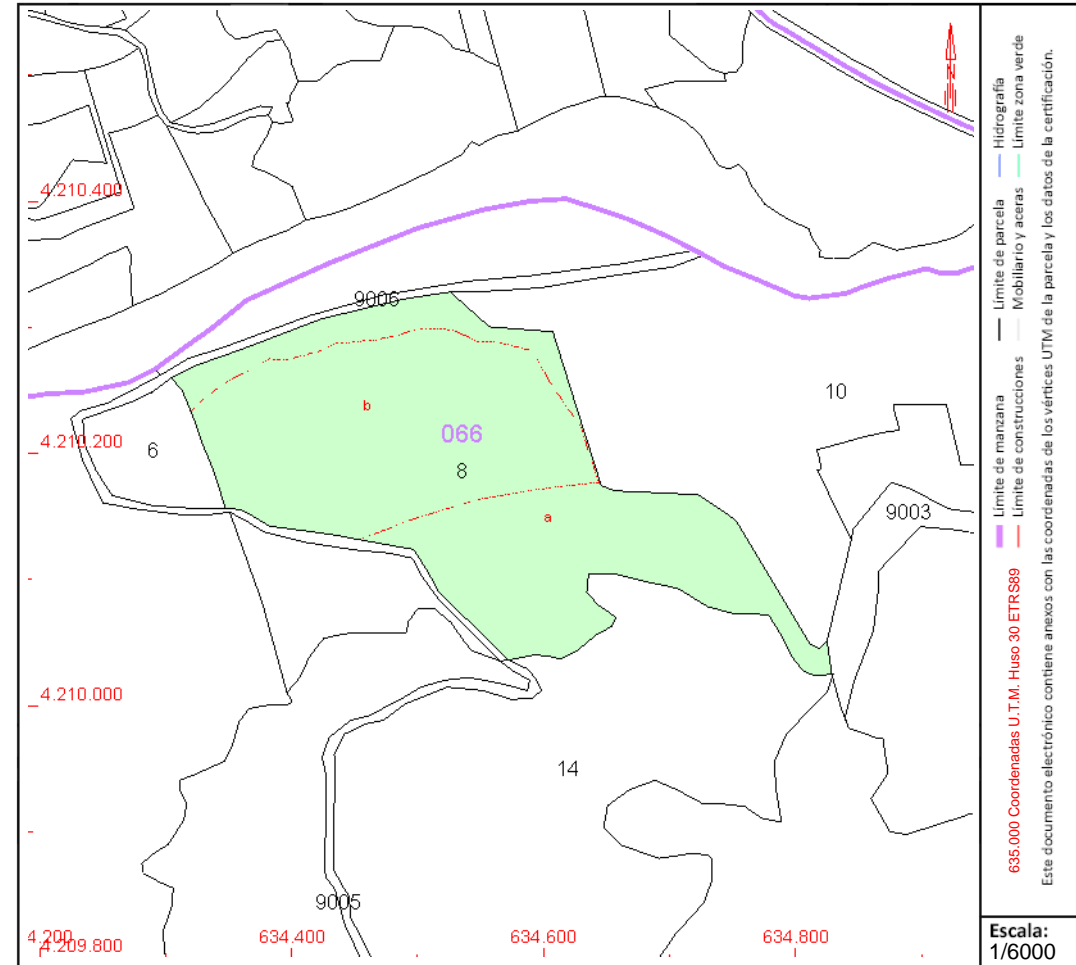 4.210.400
9006
b
066
10
4.210.200
6
8
9003
a
4.210.000
14
9005
4.200
4.209.800
634.400
634.600
634.800
Hidrografía
Límite zona verde
Límite de parcela
Mobiliario y aceras
Límite de manzana
Límite de construcciones
635.000 Coordenadas U.T.M. Huso 30 ETRS89
Este documento electrónico contiene anexos con las coordenadas de los vértices UTM de la parcela y los datos de la certificación.
N
Escala:
1/6000